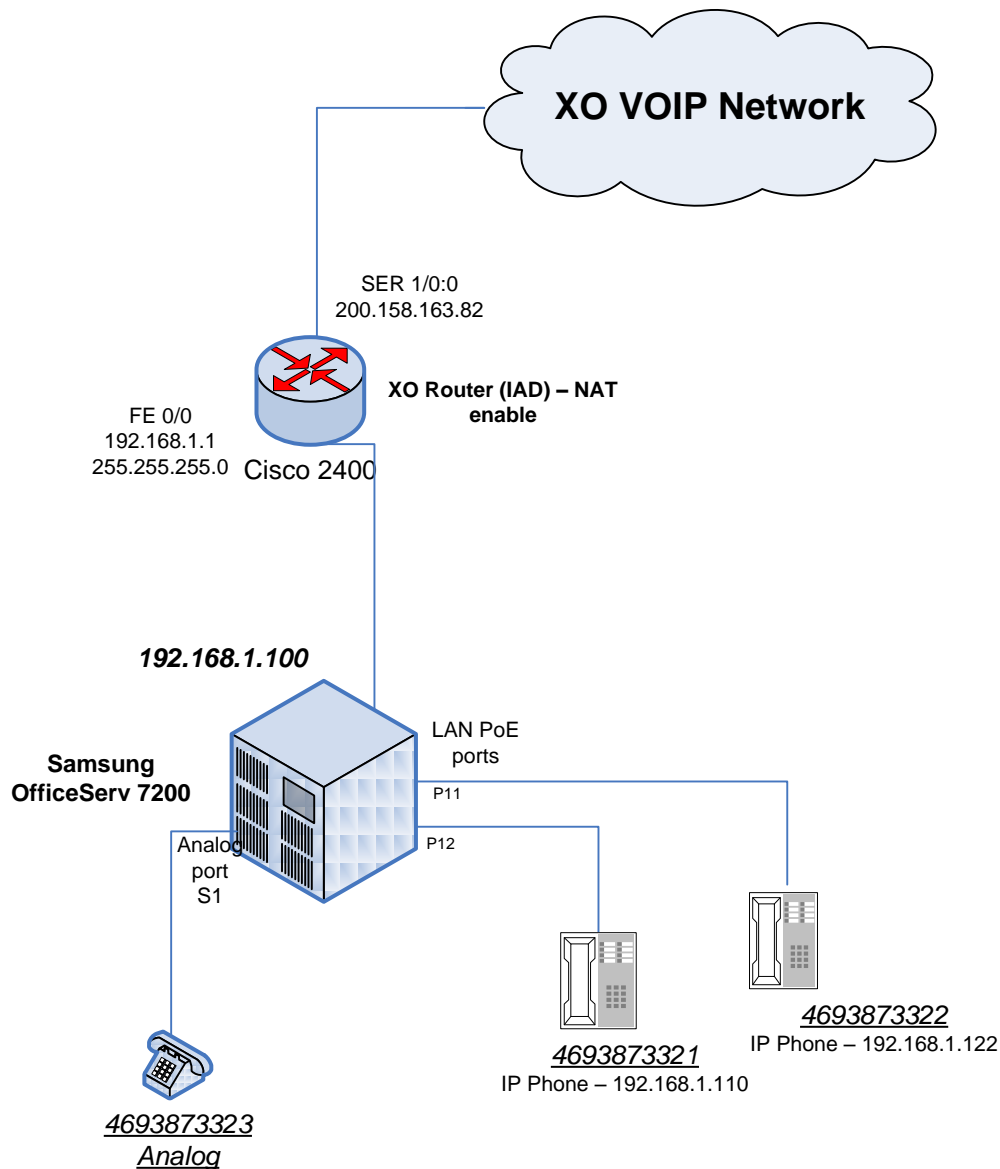 XO VOIP Network
SER 1/0:0
200.158.163.82
XO Router (IAD) – NAT
enable
FE 0/0
192.168.1.1
255.255.255.0
Cisco 2400
192.168.1.100
LAN PoE
ports
Samsung
OfficeServ 7200
P11
P12
Analog
port
S1
4693873322
IP Phone – 192.168.1.122
4693873321
IP Phone – 192.168.1.110
4693873323
Analog